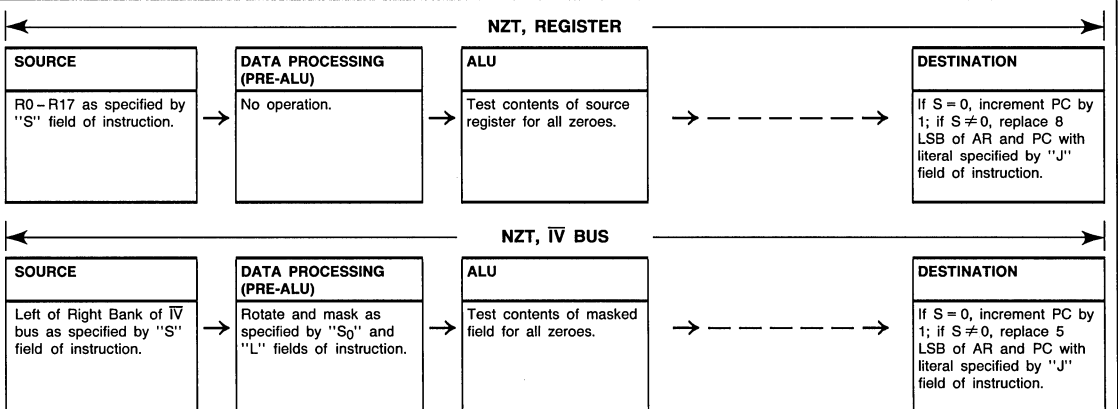 NZT, REGISTER
SOURCE
R0 – R17 as specified by
"S" field of instruction.
DATA PROCESSING
(PRE-ALU)
No operation.
ALU
Test contents of source
register for all zeroes.
DESTINATION
If S = 0, increment PC by
1; if S ≠ 0, replace 8
LSB of AR and PC with
literal specified by "J"
field of instruction.
NZT, I̅V̅ BUS
SOURCE
Left of Right Bank of I̅V̅
bus as specified by "S"
field of instruction.
DATA PROCESSING
(PRE-ALU)
Rotate and mask as
specified by "S₀" and
"L" fields of instruction.
ALU
Test contents of masked
field for all zeroes.
DESTINATION
If S = 0, increment PC by
1; if S ≠ 0, replace 5
LSB of AR and PC with
literal specified by "J"
field of instruction.